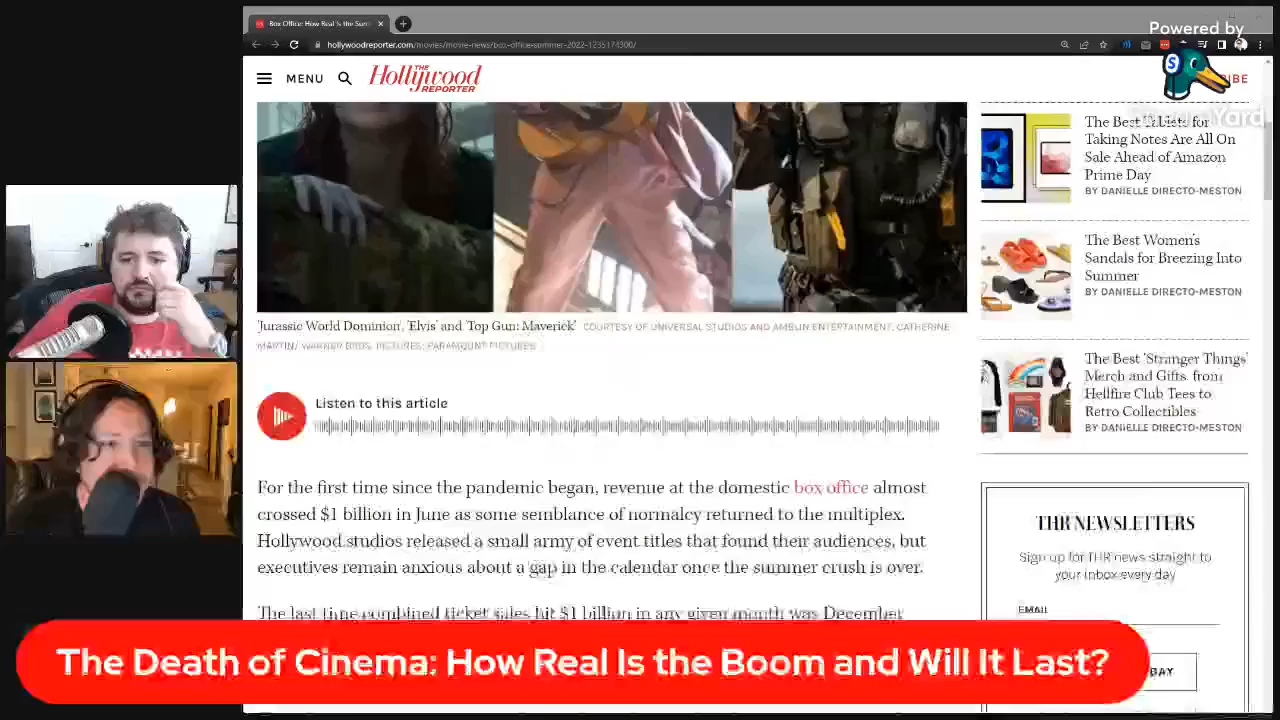 Box Office: How Real Is the Sum
hollywoodreporter.com/movies/movie-news/box-office-summer-2022-1235174300/
Powered by
MENU
THE
Hollywood
REPORTER
The Best Tablets for
Taking Notes Are All On
Sale Ahead of Amazon
Prime Day
BY DANIELLE DIRECTO-MESTON
The Best Women's
Sandals for Breezing Into
Summer
BY DANIELLE DIRECTO-MESTON
The Best 'Stranger Things'
Merch and Gifts, from
Hellfire Club Tees to
Retro Collectibles
BY DANIELLE DIRECTO-MESTON
'Jurassic World Dominion, 'Elvis' and 'Top Gun: Maverick' COURTESY OF UNIVERSAL STUDIOS AND AMBLIN ENTERTAINMENT; CATHERINE
MARTIN/ WARNER BROS. PICTURES; PARAMOUNT PICTURES
Listen to this article
For the first time since the pandemic began, revenue at the domestic box office almost
crossed $1 billion in June as some semblance of normalcy returned to the multiplex.
Hollywood studios released a small army of event titles that found their audiences, but
executives remain anxious about a gap in the calendar once the summer crush is over.
The last time combined ticket sales hit $1 billion in any given month was December
THR NEWSLETTERS
Sign up for THR news straight to
your inbox every day
EMAIL
The Death of Cinema: How Real Is the Boom and Will It Last?